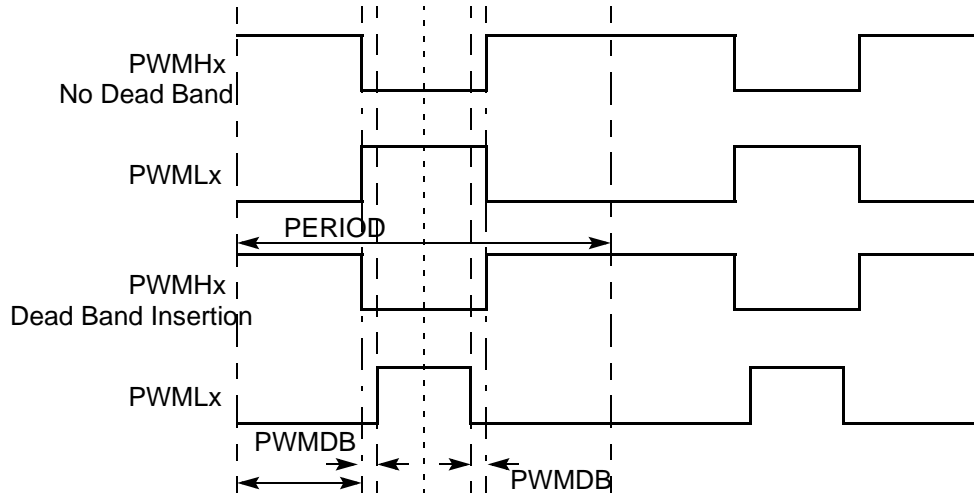 PWMHx
No Dead Band
PWMLx
PERIOD
PWMHx
Dead Band Insertion
PWMLx
PWMDB
PWMDB